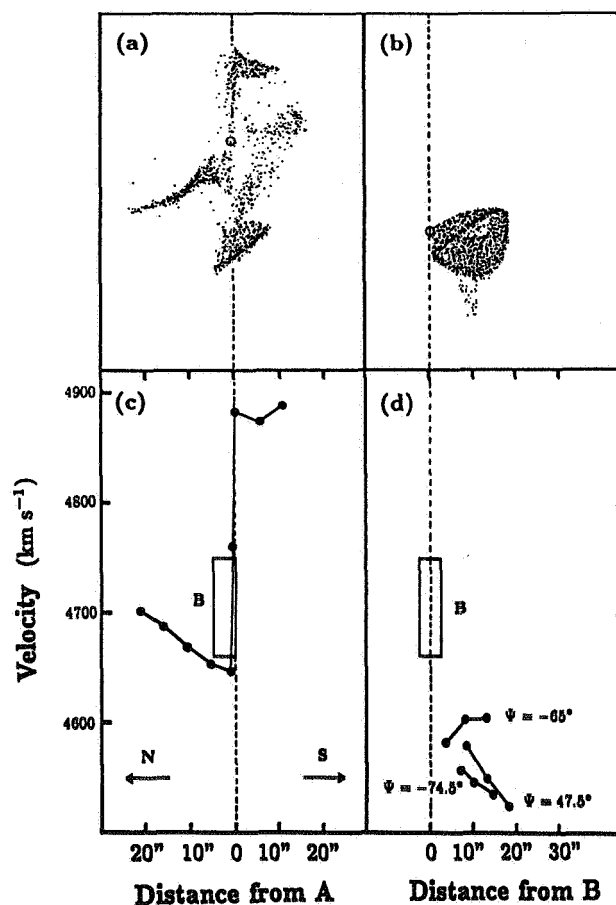 (a)
(b)
(c)
(d)
4900
4800
4700
4600
Velocity (km s⁻¹)
B
B
N
S
Ψ = −65°
Ψ = −74.5°
Ψ = 47.5°
20" 10" 0 10" 20"
0 10" 20" 30"
Distance from A
Distance from B